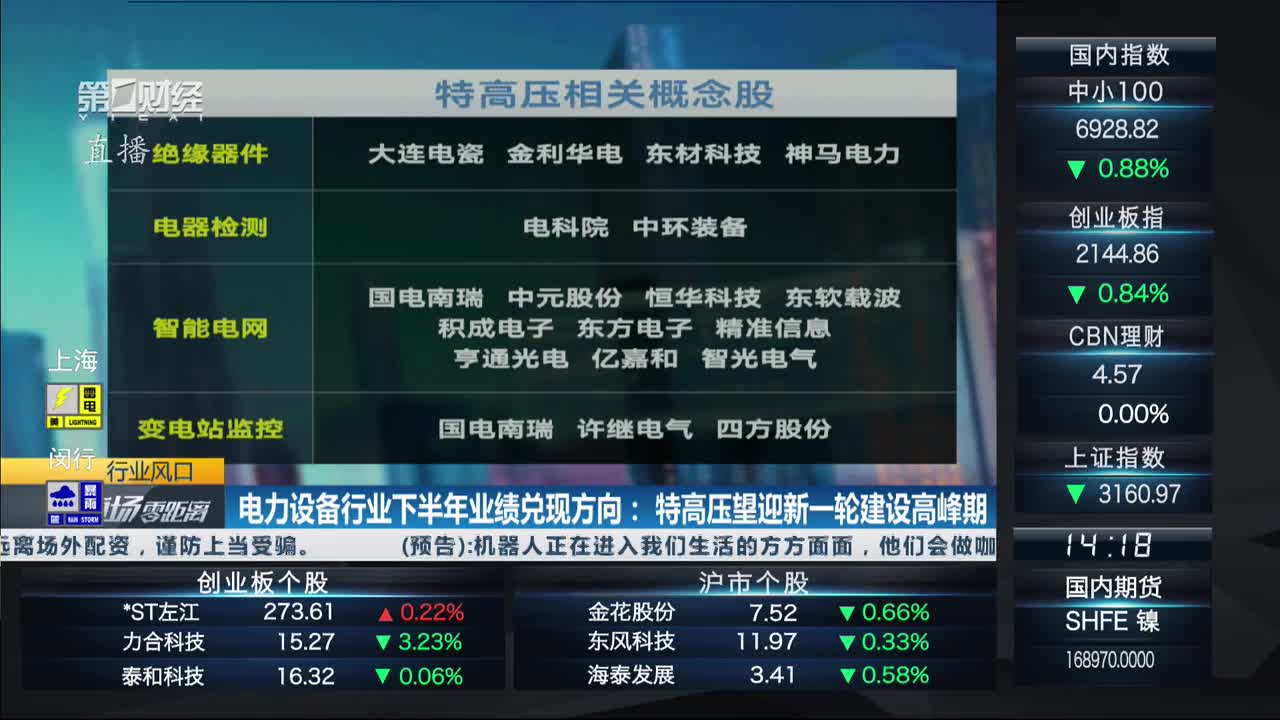 特高压相关概念股
第一财经
YICAI
直播
绝缘器件
大连电瓷 金利华电 东材科技 神马电力
电器检测
电科院 中环装备
智能电网
国电南瑞 中元股份 恒华科技 东软载波
积成电子 东方电子 精准信息
亨通光电 亿嘉和 智光电气
变电站监控
国电南瑞 许继电气 四方股份
上海
雷电
黄 LIGHTNING
闵行
暴雨
蓝 RAIN STORM
行业风口
市场零距离
电力设备行业下半年业绩兑现方向：特高压望迎新一轮建设高峰期
远离场外配资，谨防上当受骗。 (预告):机器人正在进入我们生活的方方面面，他们会做咖
创业板个股
*ST左江 273.61 ▲0.22%
力合科技 15.27 ▼3.23%
泰和科技 16.32 ▼0.06%
沪市个股
金花股份 7.52 ▼0.66%
东风科技 11.97 ▼0.33%
海泰发展 3.41 ▼0.58%
国内指数
中小100
6928.82
▼ 0.88%
创业板指
2144.86
▼ 0.84%
CBN理财
4.57
0.00%
上证指数
▼ 3160.97
14:18
国内期货
SHFE 镍
168970.0000